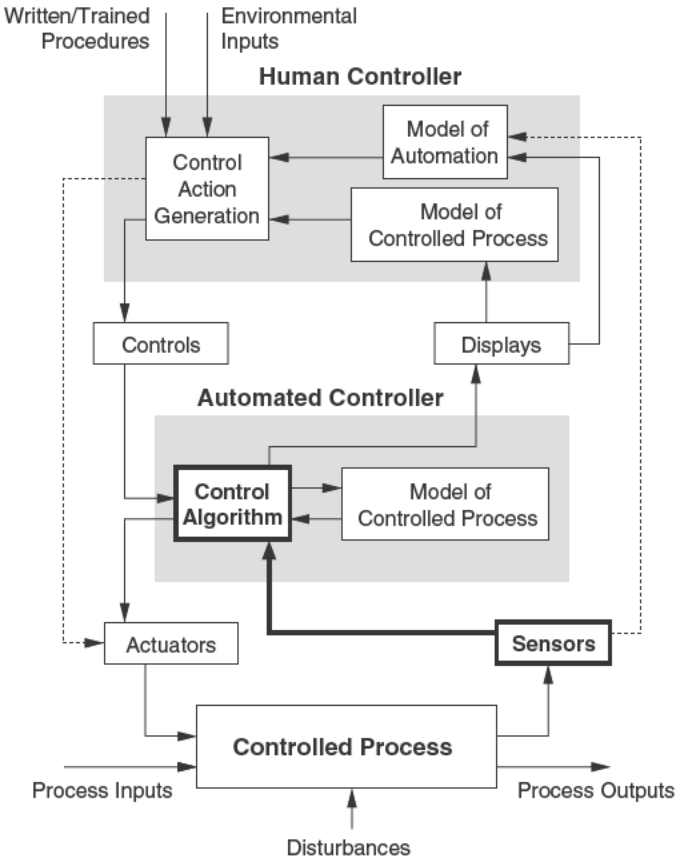 Written/Trained
Procedures
Environmental
Inputs
Human Controller
Model of
Automation
Control
Action
Generation
Model of
Controlled Process
Controls
Displays
Automated Controller
Control
Algorithm
Model of
Controlled Process
Actuators
Sensors
Controlled Process
Process Inputs
Process Outputs
Disturbances